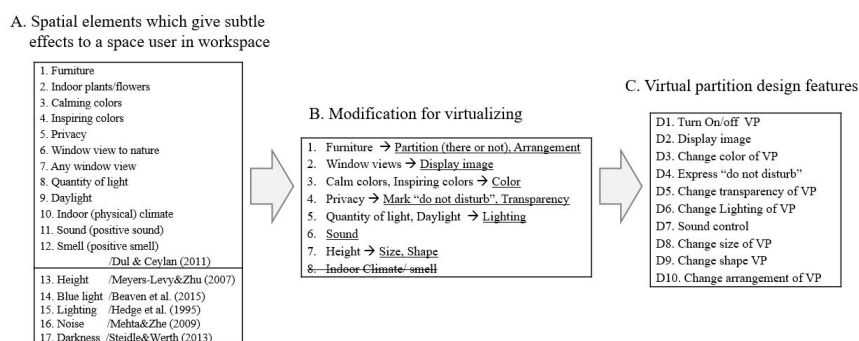 A. Spatial elements which give subtle
effects to a space user in workspace
1. Furniture
2. Indoor plants/flowers
3. Calming colors
4. Inspiring colors
5. Privacy
6. Window view to nature
7. Any window view
8. Quantity of light
9. Daylight
10. Indoor (physical) climate
11. Sound (positive sound)
12. Smell (positive smell)
/Dul & Ceylan (2011)
13. Height /Meyers-Levy&Zhu (2007)
14. Blue light /Beaven et al. (2015)
15. Lighting /Hedge et al. (1995)
16. Noise /Mehta&Zhe (2009)
17. Darkness /Steidle&Werth (2013)
B. Modification for virtualizing
1. Furniture → Partition (there or not), Arrangement
2. Window views → Display image
3. Calm colors, Inspiring colors → Color
4. Privacy → Mark “do not disturb”, Transparency
5. Quantity of light, Daylight → Lighting
6. Sound
7. Height → Size, Shape
8. Indoor Climate/ smell
C. Virtual partition design features
D1. Turn On/off VP
D2. Display image
D3. Change color of VP
D4. Express “do not disturb”
D5. Change transparency of VP
D6. Change Lighting of VP
D7. Sound control
D8. Change size of VP
D9. Change shape VP
D10. Change arrangement of VP